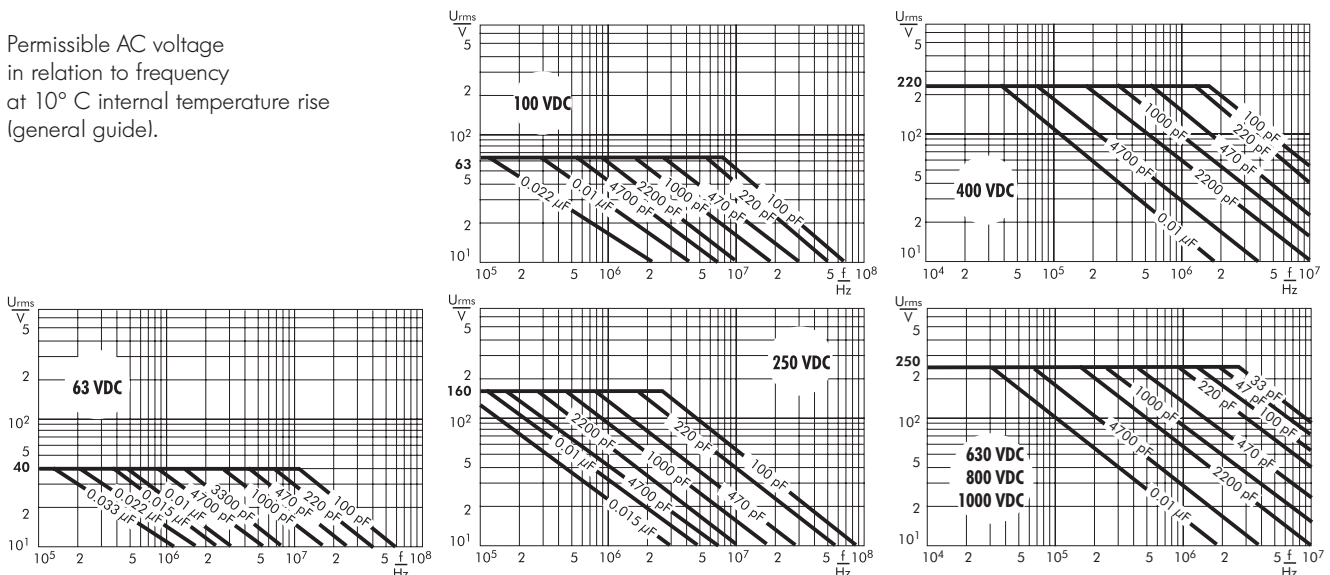 Permissible AC voltage
in relation to frequency
at 10° C internal temperature rise
(general guide).
Urms
V
5
2
10²
63
5
2
10¹
100 VDC
0.022 µF
0.01 µF
4700 pF
2200 pF
1000 pF
470 pF
220 pF
100 pF
10⁵ 2 5 10⁶ 2 5 10⁷ 2 5 f 10⁸
Hz
Urms
V
5
220
2
10²
5
2
10¹
400 VDC
0.01 µF
4700 pF
2200 pF
1000 pF
470 pF
220 pF
100 pF
10⁴ 2 5 10⁵ 2 5 10⁶ 2 5 f 10⁷
Hz
Urms
V
5
2
10²
5
40
2
10¹
63 VDC
0.033 µF
0.022 µF
0.015 µF
0.01 µF
4700 pF
3300 pF
1000 pF
470 pF
220 pF
100 pF
10⁵ 2 5 10⁶ 2 5 10⁷ 2 5 f 10⁸
Hz
Urms
V
5
2
160
10²
5
2
10¹
250 VDC
0.015 µF
0.01 µF
4700 pF
2200 pF
1000 pF
470 pF
220 pF
100 pF
10⁵ 2 5 10⁶ 2 5 10⁷ 2 5 f 10⁸
Hz
Urms
V
5
250
2
10²
5
2
10¹
630 VDC
800 VDC
1000 VDC
0.01 µF
4700 pF
2200 pF
1000 pF
470 pF
220 pF
100 pF
47 pF
33 pF
10⁴ 2 5 10⁵ 2 5 10⁶ 2 5 f 10⁷
Hz